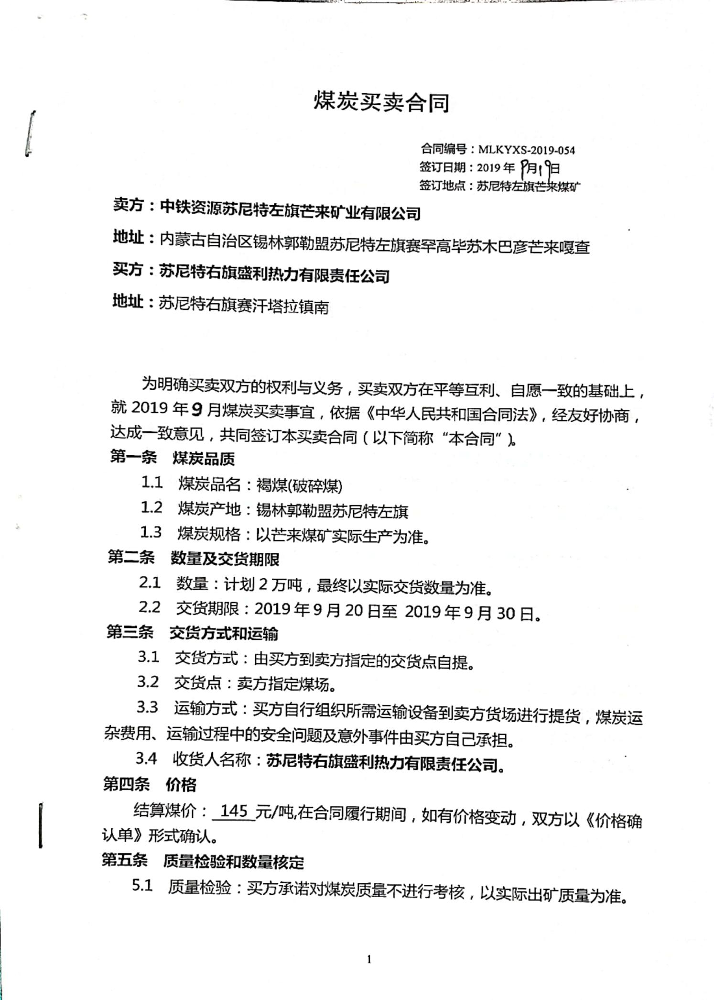 煤炭买卖合同
合同编号：MLKYXS-2019-054
签订日期：2019年9月19日
签订地点：苏尼特左旗芒来煤矿
卖方：中铁资源苏尼特左旗芒来矿业有限公司
地址：内蒙古自治区锡林郭勒盟苏尼特左旗赛罕高毕苏木巴彦芒来嘎查
买方：苏尼特右旗盛利热力有限责任公司
地址：苏尼特右旗赛汗塔拉镇南
为明确买卖双方的权利与义务，买卖双方在平等互利、自愿一致的基础上，
就2019年9月煤炭买卖事宜，依据《中华人民共和国合同法》，经友好协商，
达成一致意见，共同签订本买卖合同（以下简称“本合同”）。
第一条 煤炭品质
1.1 煤炭品名：褐煤(破碎煤)
1.2 煤炭产地：锡林郭勒盟苏尼特左旗
1.3 煤炭规格：以芒来煤矿实际生产为准。
第二条 数量及交货期限
2.1 数量：计划2万吨，最终以实际交货数量为准。
2.2 交货期限：2019年9月20日至 2019年9月30日。
第三条 交货方式和运输
3.1 交货方式：由买方到卖方指定的交货点自提。
3.2 交货点：卖方指定煤场。
3.3 运输方式：买方自行组织所需运输设备到卖方货场进行提货，煤炭运
杂费用、运输过程中的安全问题及意外事件由买方自己承担。
3.4 收货人名称：苏尼特右旗盛利热力有限责任公司。
第四条 价格
结算煤价： 145 元/吨,在合同履行期间，如有价格变动，双方以《价格确
认单》形式确认。
第五条 质量检验和数量核定
5.1 质量检验：买方承诺对煤炭质量不进行考核，以实际出矿质量为准。
1